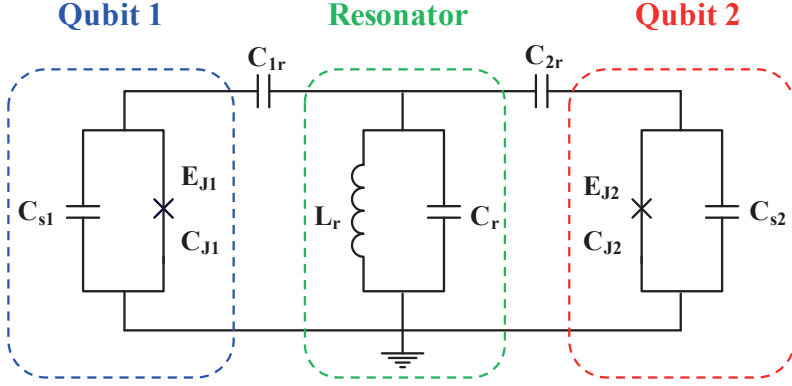 Qubit 1 Resonator Qubit 2
C1r C2r
EJ1 EJ2
Cs1 Lr Cr Cs2
CJ1 CJ2